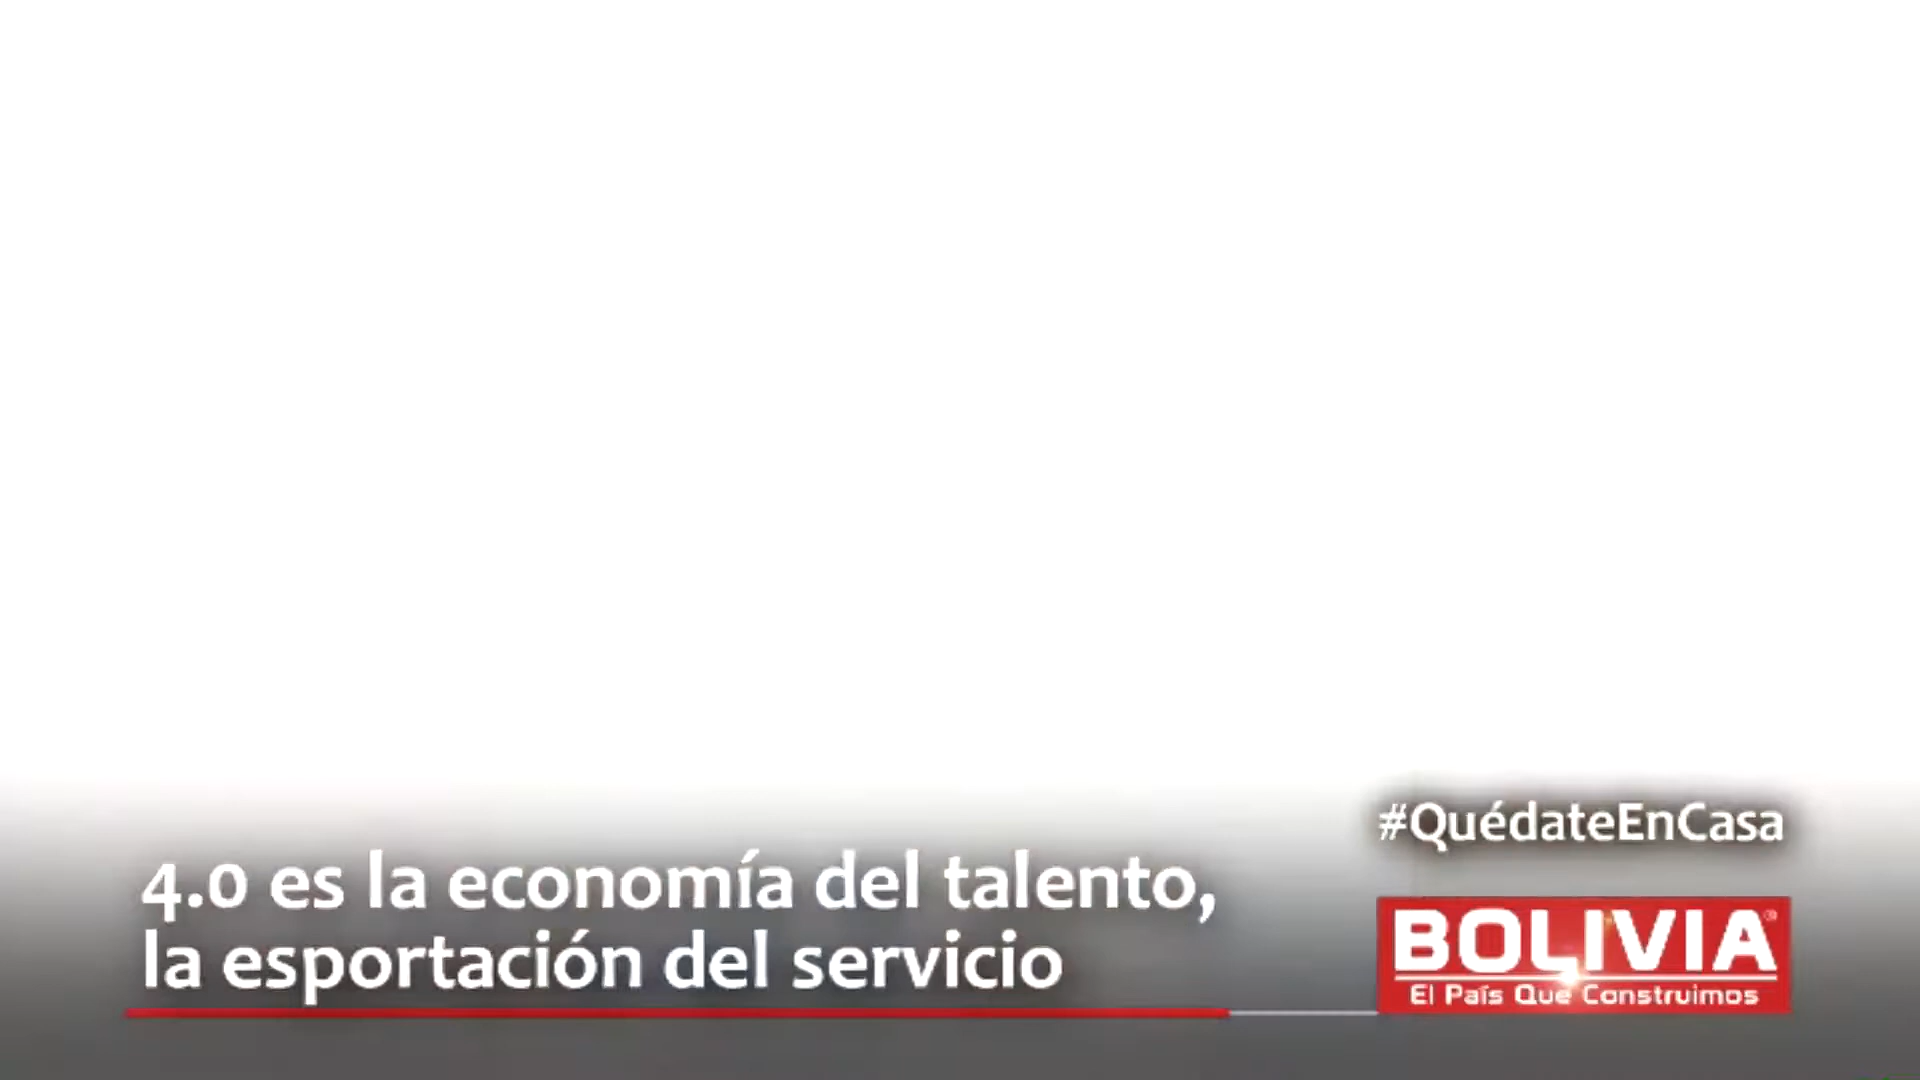 #QuédateEnCasa
4.0 es la economía del talento,
la esportación del servicio
BOLIVIA®
El País Que Construimos